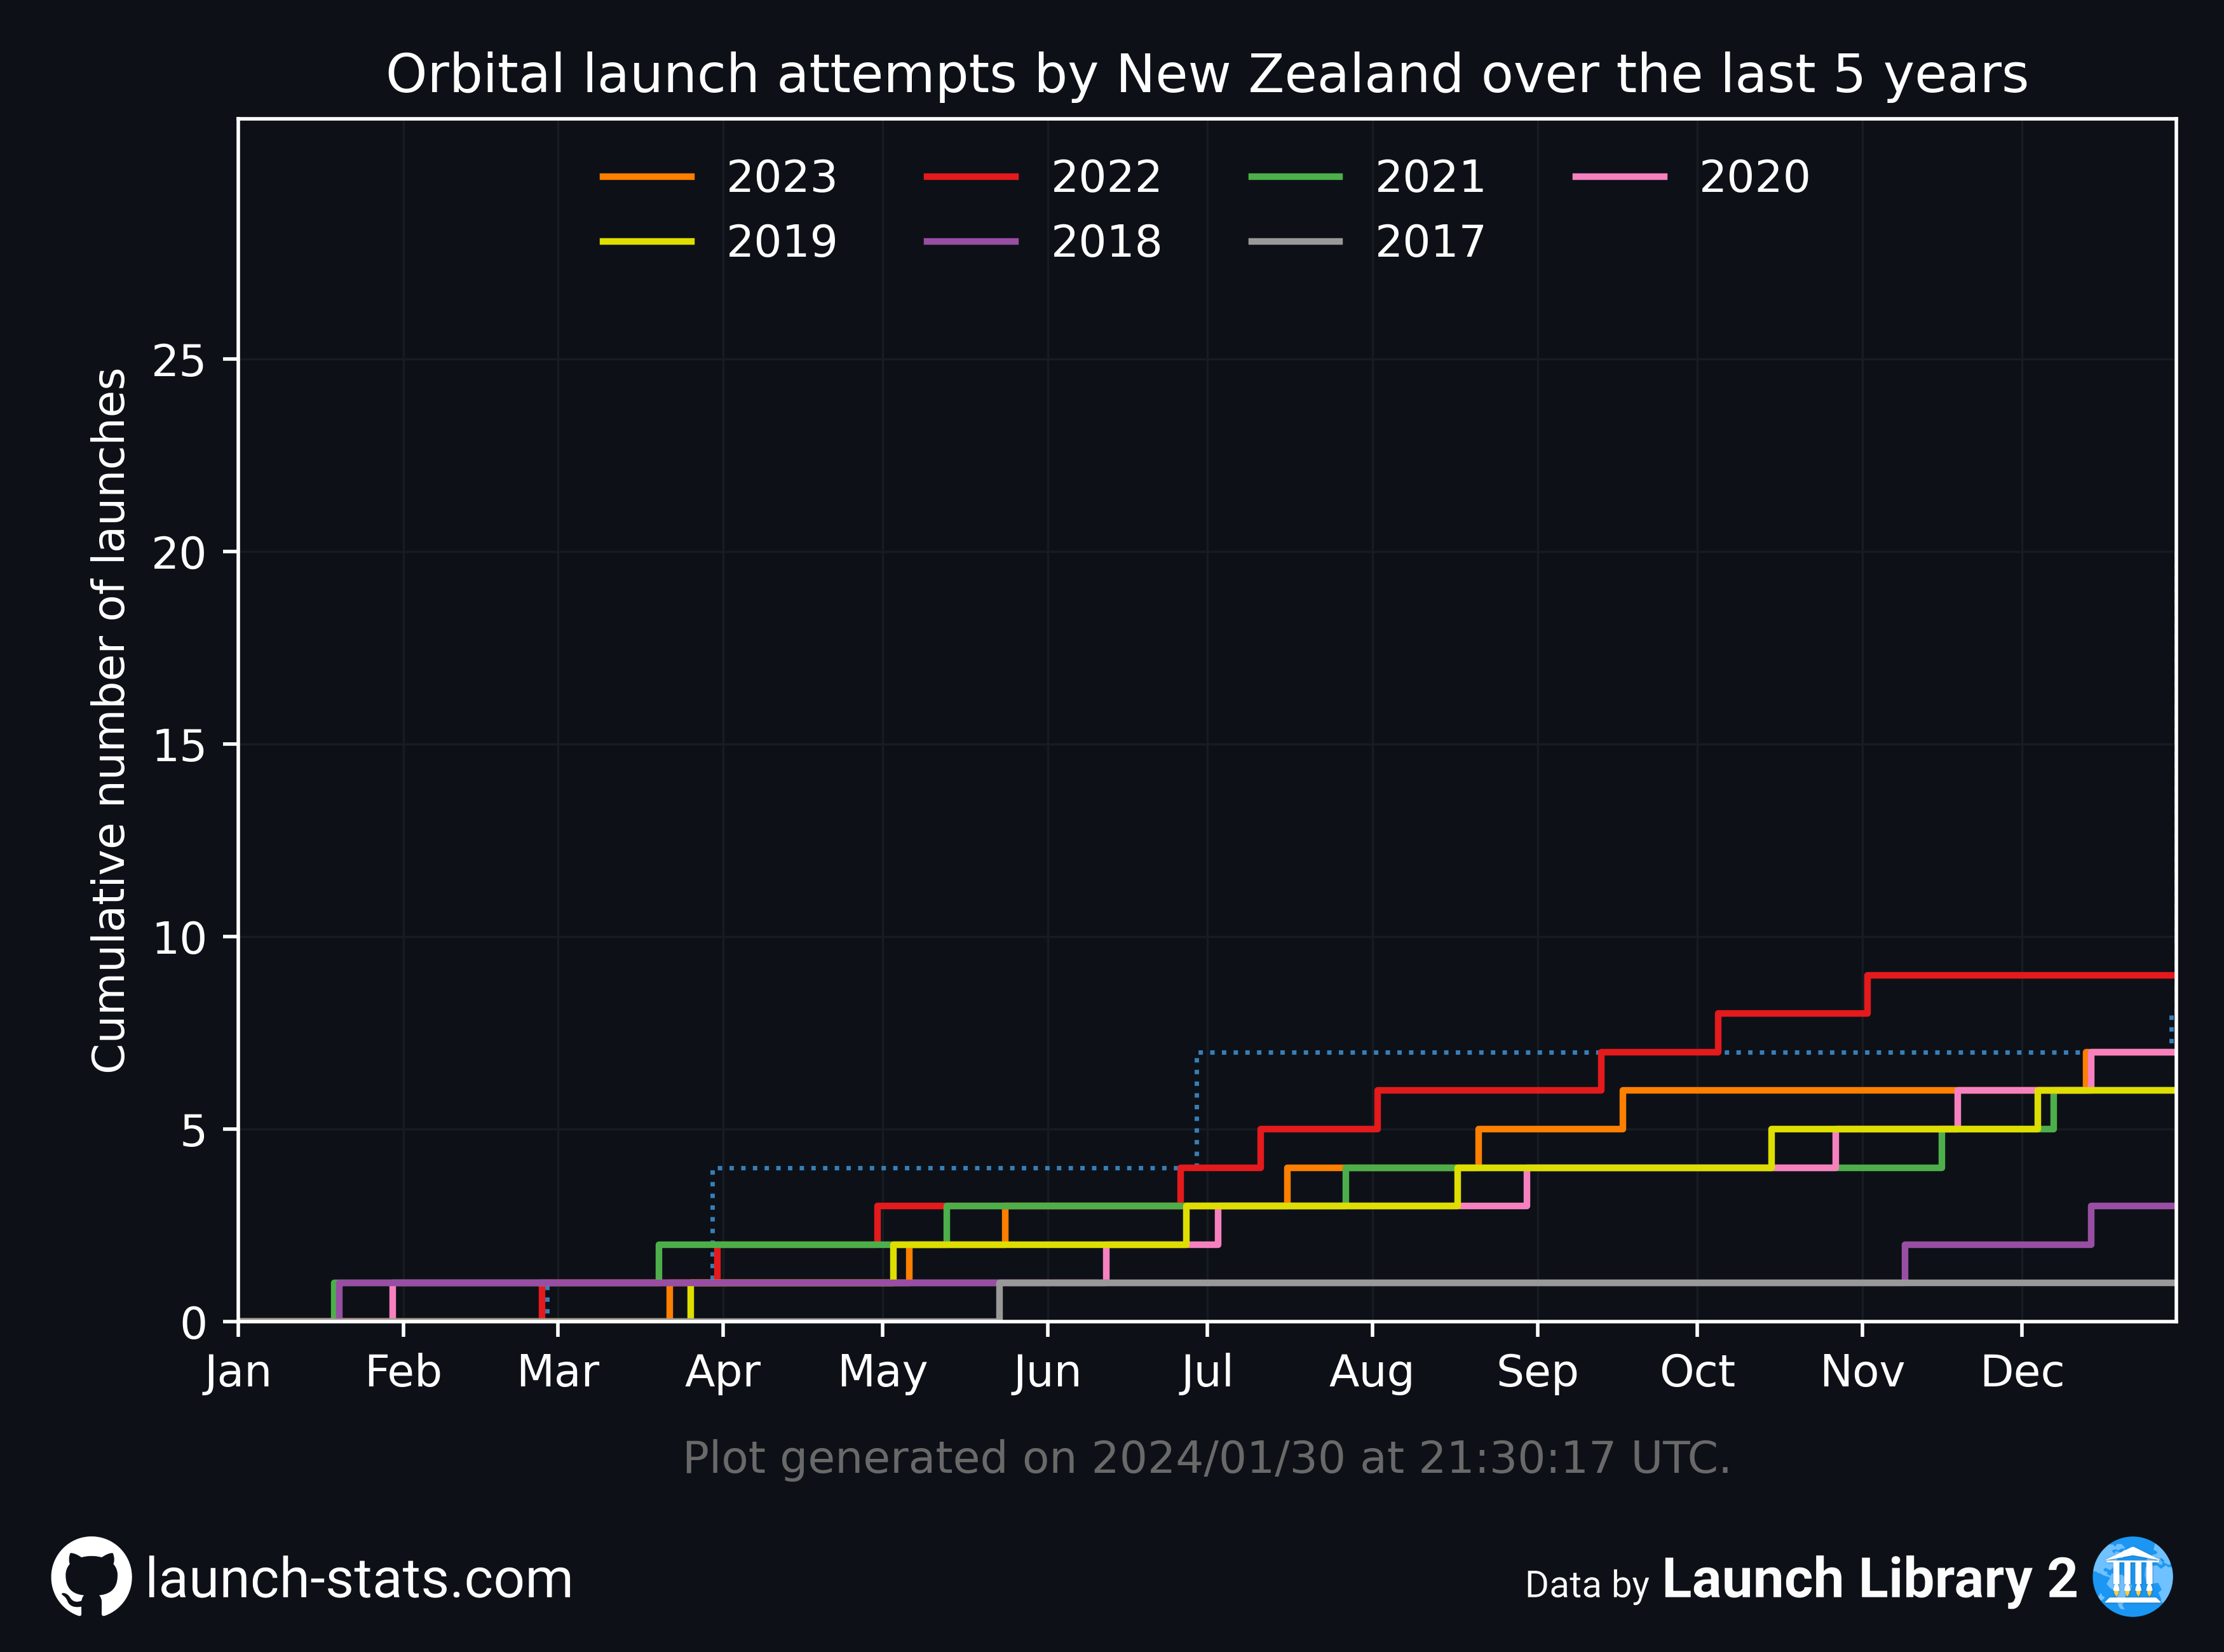 Orbital launch attempts by New Zealand over the last 5 years
2023 2022 2021 2020
2019 2018 2017
Cumulative number of launches
25
20
15
10
5
0
Jan Feb Mar Apr May Jun Jul Aug Sep Oct Nov Dec
Plot generated on 2024/01/30 at 21:30:17 UTC.
launch-stats.com
Data by Launch Library 2